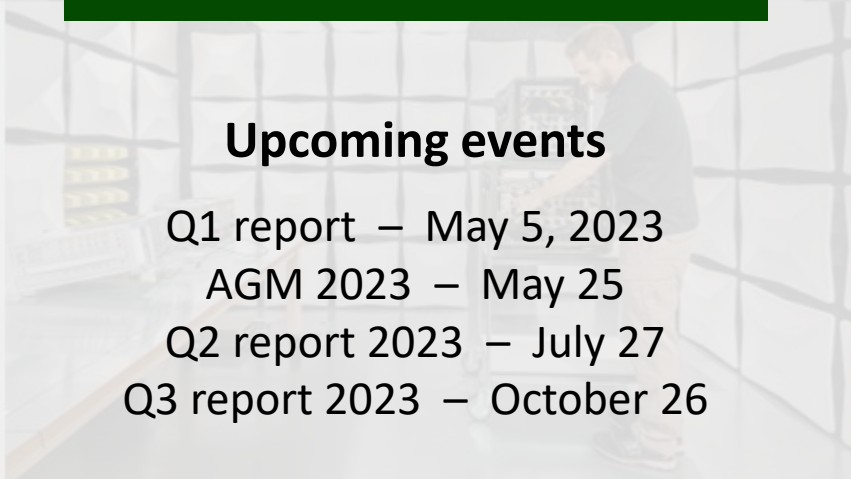 Upcoming events
Q1 report – May 5, 2023
AGM 2023 – May 25
Q2 report 2023 – July 27
Q3 report 2023 – October 26